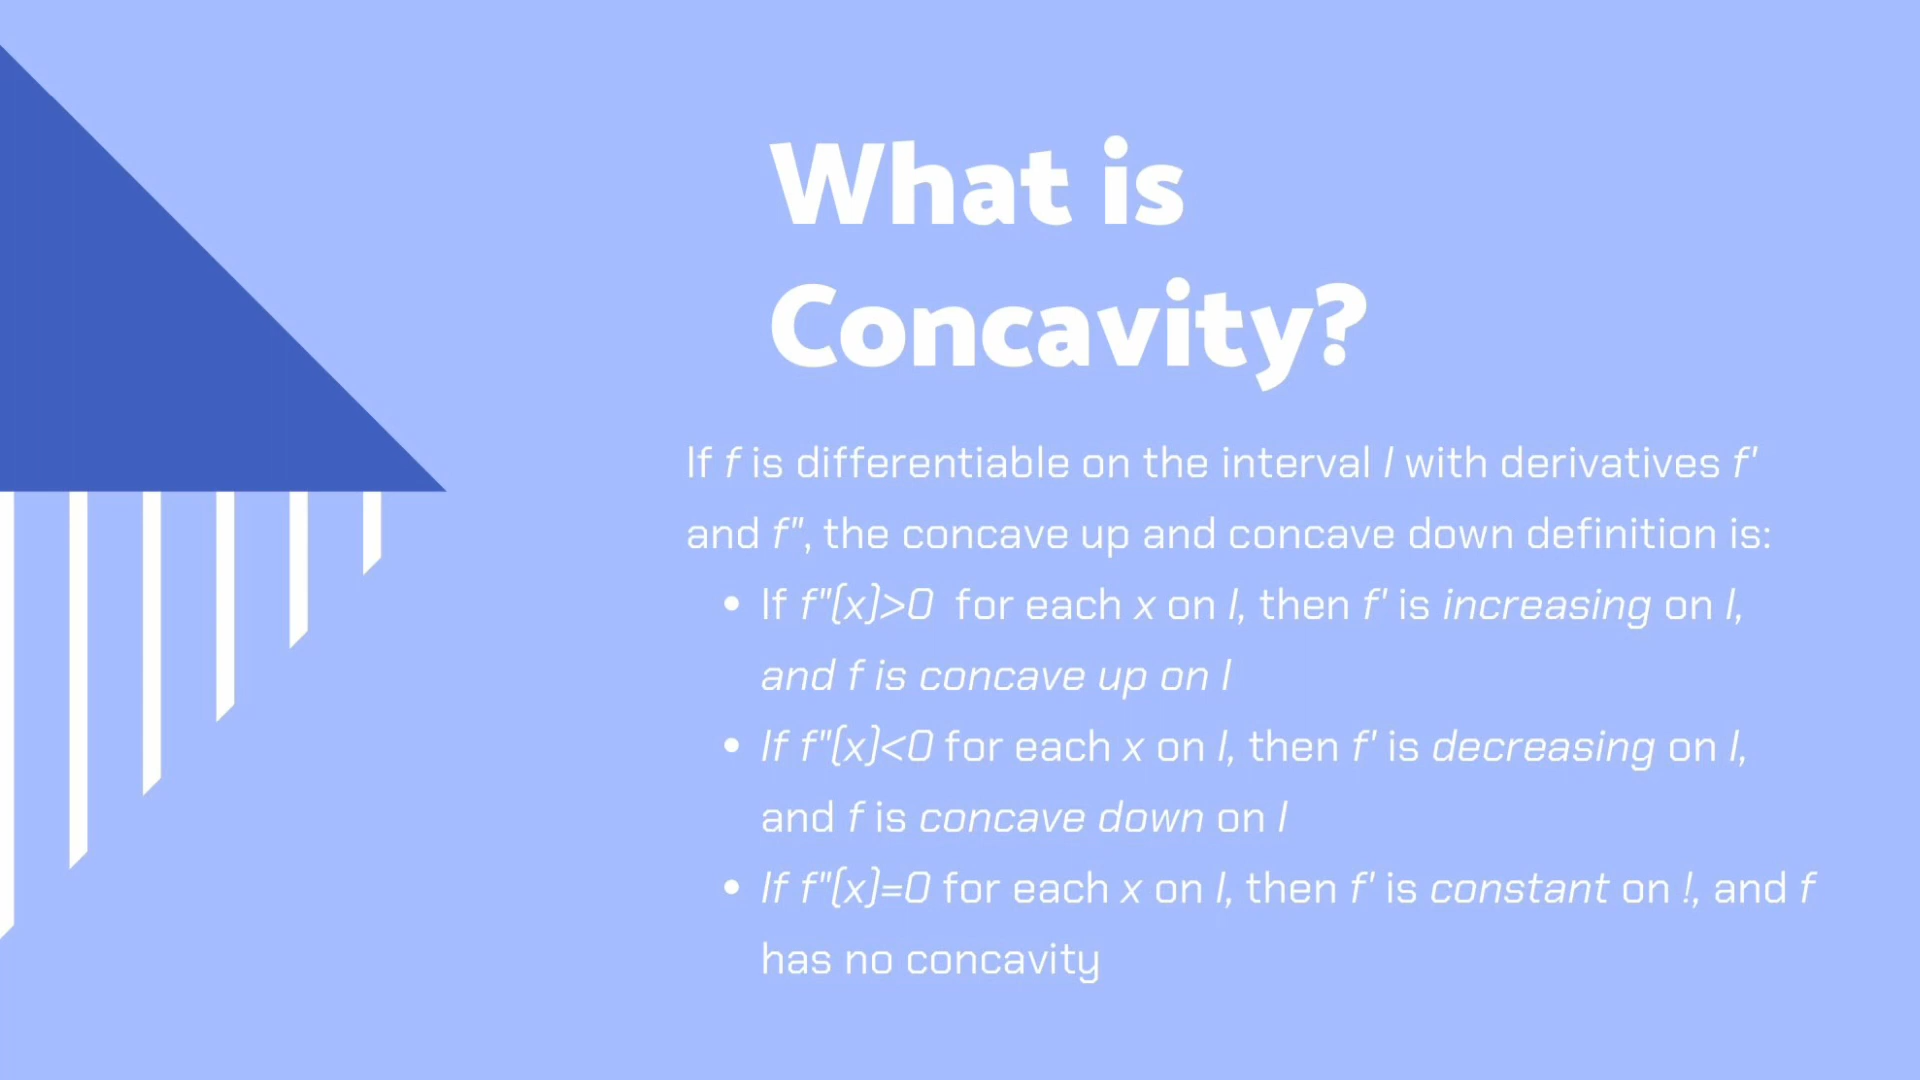 What is
Concavity?
If f is differentiable on the interval I with derivatives f'
and f", the concave up and concave down definition is:
• If f"(x)>0 for each x on I, then f' is increasing on I,
and f is concave up on I
• If f"(x)<0 for each x on I, then f' is decreasing on I,
and f is concave down on I
• If f"(x)=0 for each x on I, then f' is constant on !, and f
has no concavity